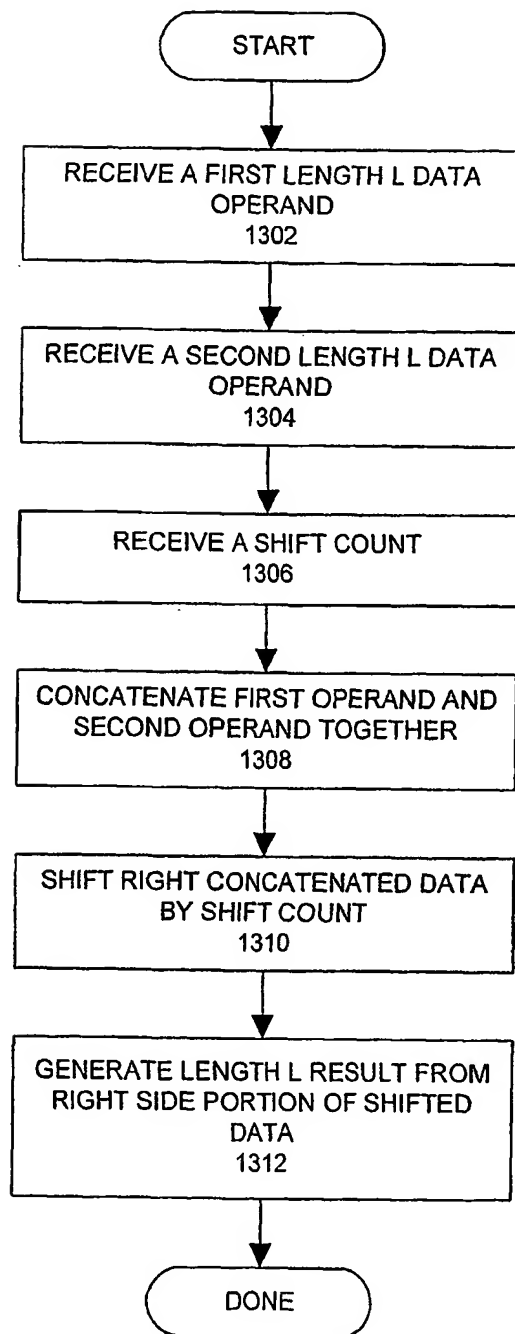 START
RECEIVE A FIRST LENGTH L DATA
OPERAND
1302
RECEIVE A SECOND LENGTH L DATA
OPERAND
1304
RECEIVE A SHIFT COUNT
1306
CONCATENATE FIRST OPERAND AND
SECOND OPERAND TOGETHER
1308
SHIFT RIGHT CONCATENATED DATA
BY SHIFT COUNT
1310
GENERATE LENGTH L RESULT FROM
RIGHT SIDE PORTION OF SHIFTED
DATA
1312
DONE